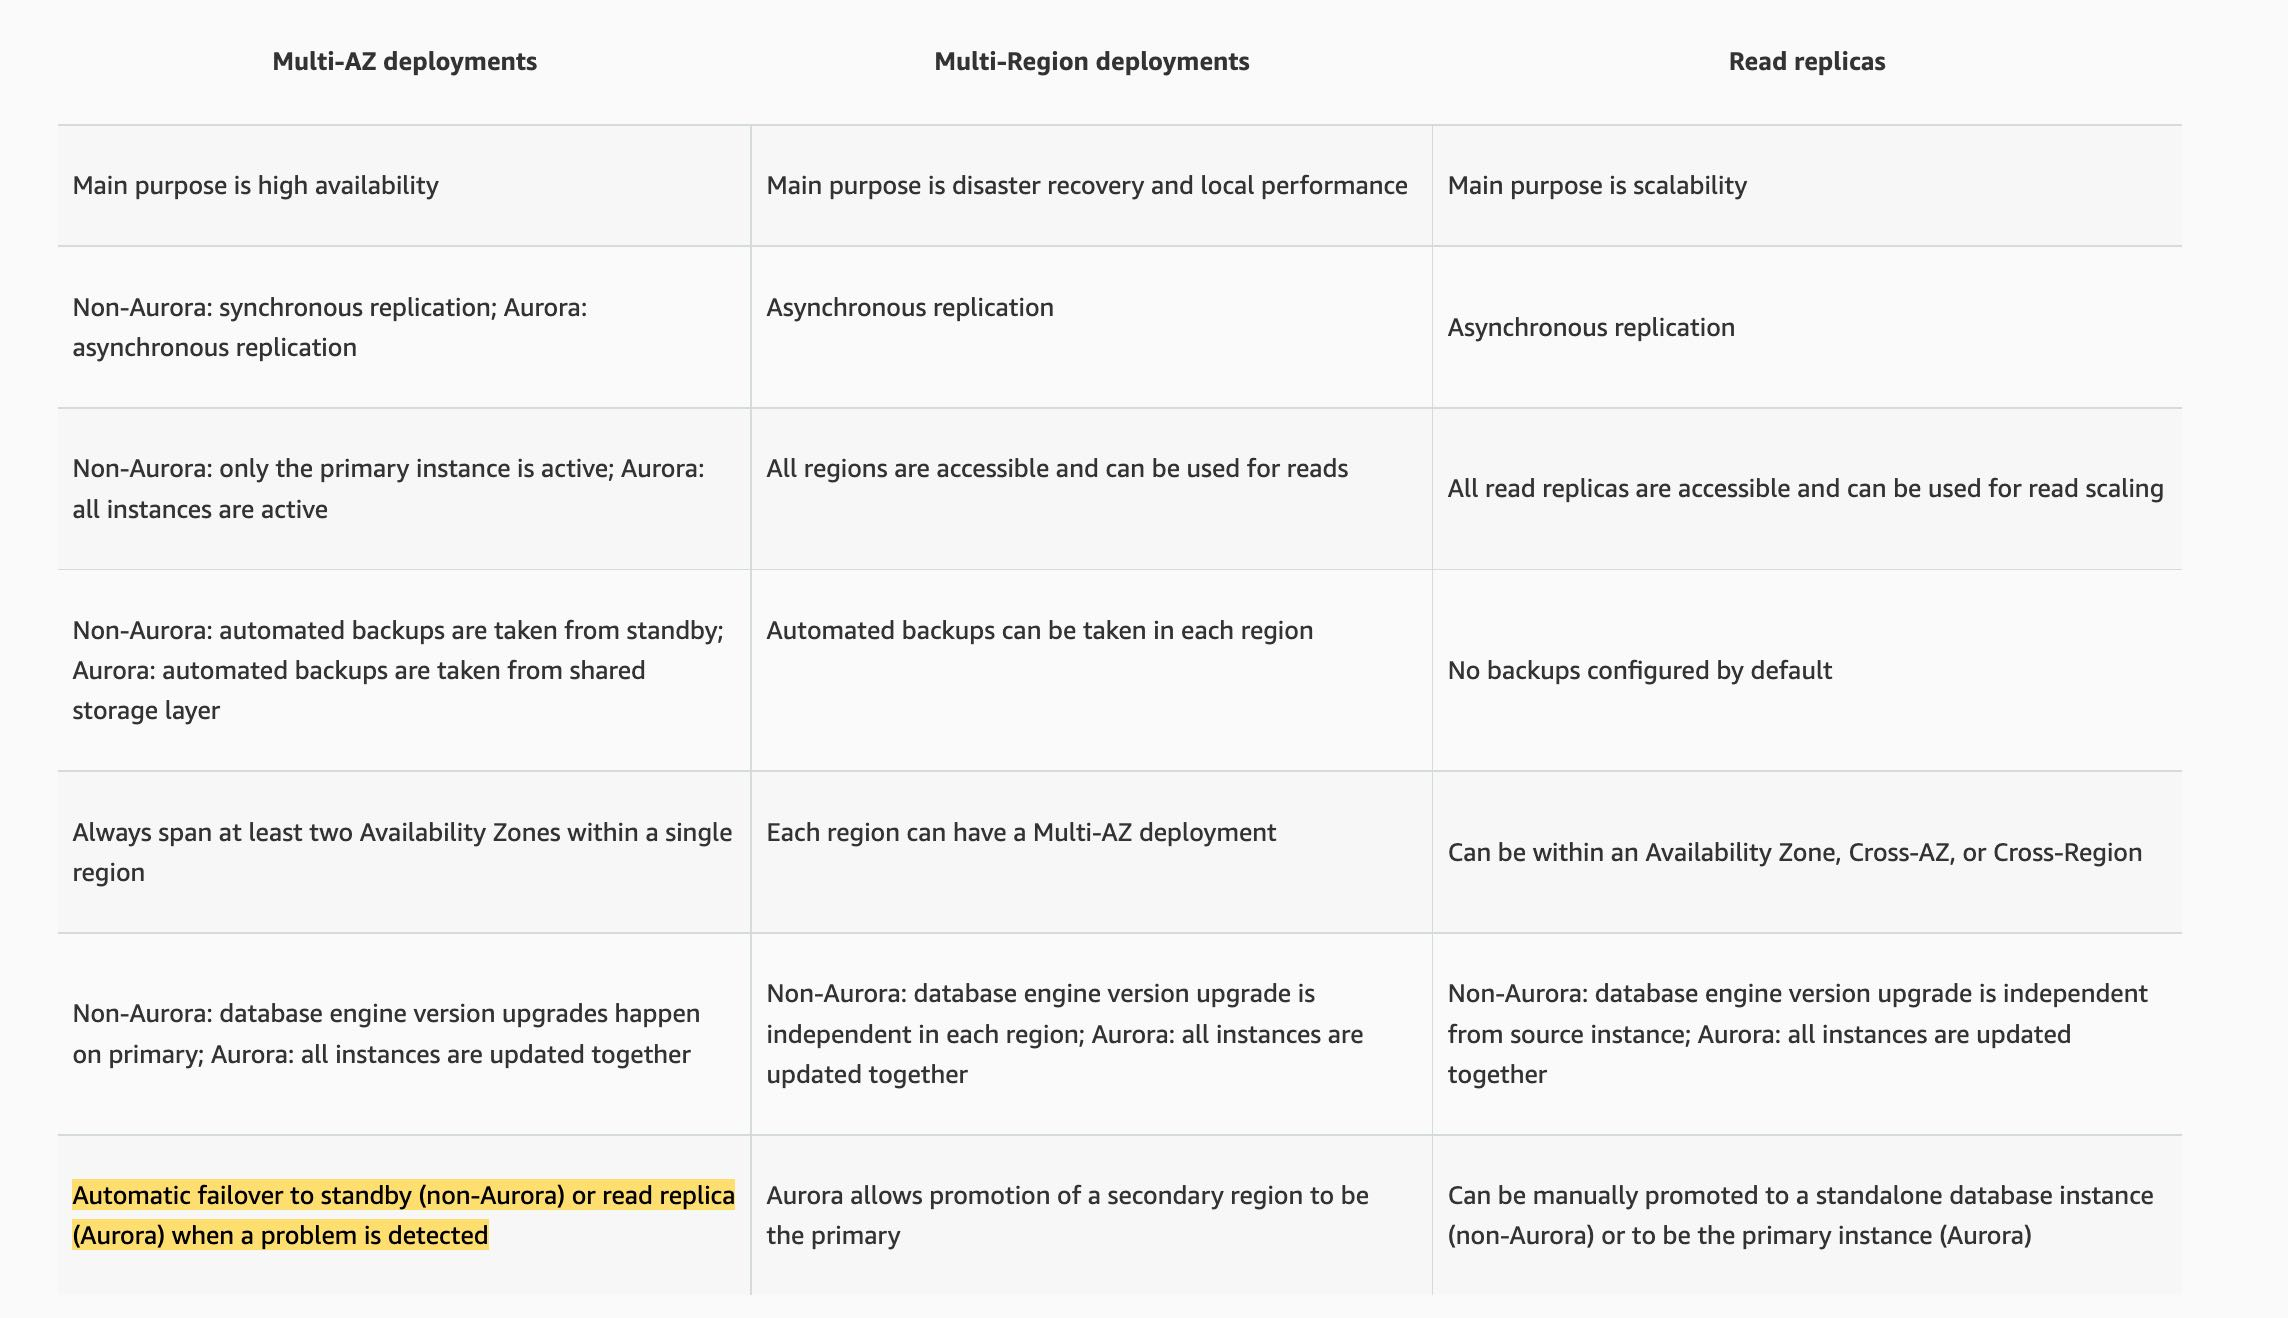 Multi-AZ deployments
Multi-Region deployments
Read replicas
Main purpose is high availability
Main purpose is disaster recovery and local performance
Main purpose is scalability
Non-Aurora: synchronous replication; Aurora:
asynchronous replication
Asynchronous replication
Asynchronous replication
Non-Aurora: only the primary instance is active; Aurora:
all instances are active
All regions are accessible and can be used for reads
All read replicas are accessible and can be used for read scaling
Non-Aurora: automated backups are taken from standby;
Aurora: automated backups are taken from shared
storage layer
Automated backups can be taken in each region
No backups configured by default
Always span at least two Availability Zones within a single
region
Each region can have a Multi-AZ deployment
Can be within an Availability Zone, Cross-AZ, or Cross-Region
Non-Aurora: database engine version upgrades happen
on primary; Aurora: all instances are updated together
Non-Aurora: database engine version upgrade is
independent in each region; Aurora: all instances are
updated together
Non-Aurora: database engine version upgrade is independent
from source instance; Aurora: all instances are updated
together
Automatic failover to standby (non-Aurora) or read replica
(Aurora) when a problem is detected
Aurora allows promotion of a secondary region to be
the primary
Can be manually promoted to a standalone database instance
(non-Aurora) or to be the primary instance (Aurora)